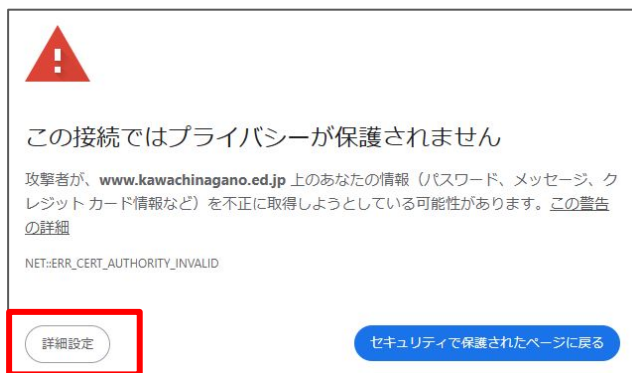 この接続ではプライバシーが保護されません
攻撃者が、www.kawachinagano.ed.jp 上のあなたの情報（パスワード、メッセージ、ク
レジット カード情報など）を不正に取得しようとしている可能性があります。この警告
の詳細
NET::ERR_CERT_AUTHORITY_INVALID
詳細設定
セキュリティで保護されたページに戻る